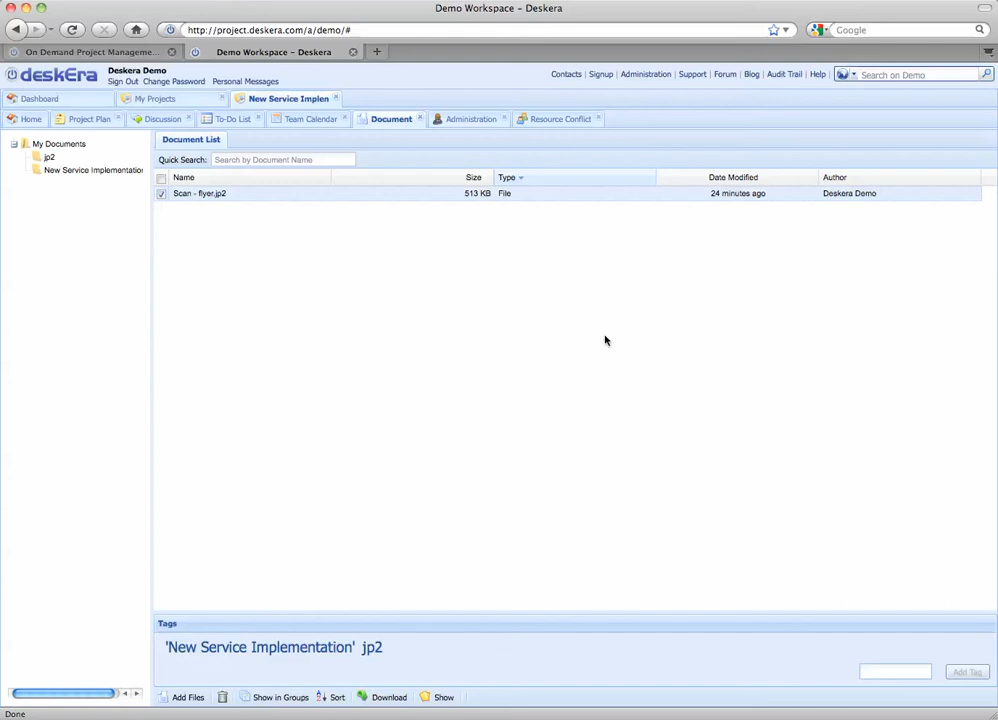 Demo Workspace – Deskera
http://project.deskera.com/a/demo/#
Google
On Demand Project Manageme...
Demo Workspace – Deskera
deskEra
Deskera Demo
Sign Out Change Password Personal Messages
Contacts | Signup | Administration | Support | Forum | Blog | Audit Trail | Help
Search on Demo
Dashboard
My Projects
New Service Implen
Home
Project Plan
Discussion
To-Do List
Team Calendar
Document
Administration
Resource Conflict
My Documents
jp2
New Service Implementation
Document List
Quick Search: Search by Document Name
Name Size Type Date Modified Author
Scan - flyer.jp2 513 KB File 24 minutes ago Deskera Demo
Tags
'New Service Implementation' jp2
Add Tag
Add Files
Show in Groups
Sort
Download
Show
Done